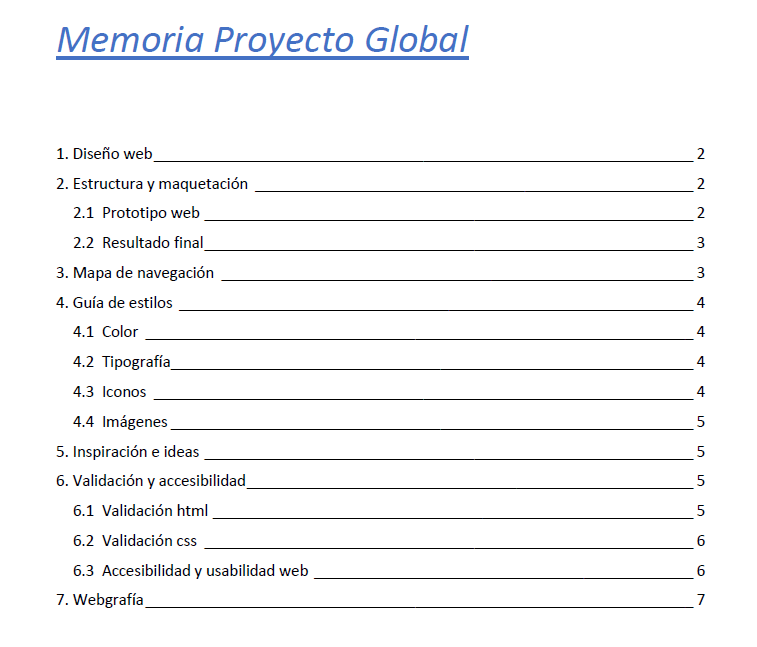 Memoria Proyecto Global
1. Diseño web 2
2. Estructura y maquetación 2
2.1 Prototipo web 2
2.2 Resultado final 3
3. Mapa de navegación 3
4. Guía de estilos 4
4.1 Color 4
4.2 Tipografía 4
4.3 Iconos 4
4.4 Imágenes 5
5. Inspiración e ideas 5
6. Validación y accesibilidad 5
6.1 Validación html 5
6.2 Validación css 6
6.3 Accesibilidad y usabilidad web 6
7. Webgrafía 7